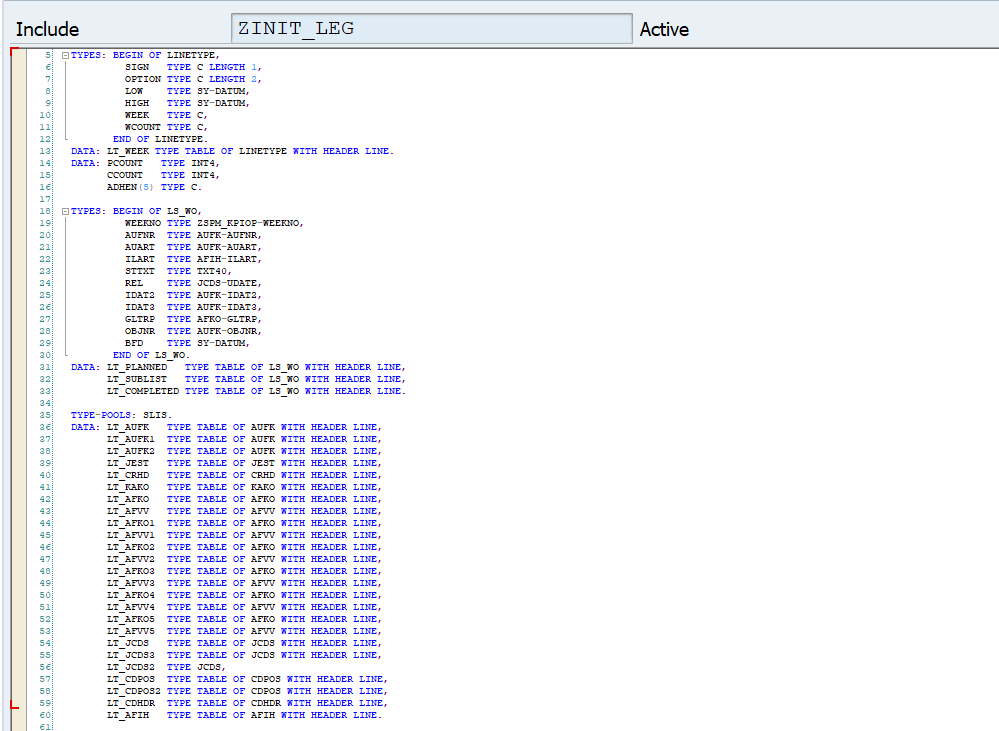 Include ZINIT_LEG Active
5 TYPES: BEGIN OF LINETYPE,
6 SIGN TYPE C LENGTH 1,
7 OPTION TYPE C LENGTH 2,
8 LOW TYPE SY-DATUM,
9 HIGH TYPE SY-DATUM,
10 WEEK TYPE C,
11 WCOUNT TYPE C,
12 END OF LINETYPE.
13 DATA: LT_WEEK TYPE TABLE OF LINETYPE WITH HEADER LINE.
14 DATA: PCOUNT TYPE INT4,
15 CCOUNT TYPE INT4,
16 ADHEN(5) TYPE C.
17
18 TYPES: BEGIN OF LS_WO,
19 WEEKNO TYPE ZSPM_KPIOP-WEEKNO,
20 AUFNR TYPE AUFK-AUFNR,
21 AUART TYPE AUFK-AUART,
22 ILART TYPE AFIH-ILART,
23 STTXT TYPE TXT40,
24 REL TYPE JCDS-UDATE,
25 IDAT2 TYPE AUFK-IDAT2,
26 IDAT3 TYPE AUFK-IDAT3,
27 GLTRP TYPE AFKO-GLTRP,
28 OBJNR TYPE AUFK-OBJNR,
29 BFD TYPE SY-DATUM,
30 END OF LS_WO.
31 DATA: LT_PLANNED TYPE TABLE OF LS_WO WITH HEADER LINE,
32 LT_SUBLIST TYPE TABLE OF LS_WO WITH HEADER LINE,
33 LT_COMPLETED TYPE TABLE OF LS_WO WITH HEADER LINE.
34
35 TYPE-POOLS: SLIS.
36 DATA: LT_AUFK TYPE TABLE OF AUFK WITH HEADER LINE,
37 LT_AUFK1 TYPE TABLE OF AUFK WITH HEADER LINE,
38 LT_AUFK2 TYPE TABLE OF AUFK WITH HEADER LINE,
39 LT_JEST TYPE TABLE OF JEST WITH HEADER LINE,
40 LT_CRHD TYPE TABLE OF CRHD WITH HEADER LINE,
41 LT_KAKO TYPE TABLE OF KAKO WITH HEADER LINE,
42 LT_AFKO TYPE TABLE OF AFKO WITH HEADER LINE,
43 LT_AFVV TYPE TABLE OF AFVV WITH HEADER LINE,
44 LT_AFKO1 TYPE TABLE OF AFKO WITH HEADER LINE,
45 LT_AFVV1 TYPE TABLE OF AFVV WITH HEADER LINE,
46 LT_AFKO2 TYPE TABLE OF AFKO WITH HEADER LINE,
47 LT_AFVV2 TYPE TABLE OF AFVV WITH HEADER LINE,
48 LT_AFKO3 TYPE TABLE OF AFKO WITH HEADER LINE,
49 LT_AFVV3 TYPE TABLE OF AFVV WITH HEADER LINE,
50 LT_AFKO4 TYPE TABLE OF AFKO WITH HEADER LINE,
51 LT_AFVV4 TYPE TABLE OF AFVV WITH HEADER LINE,
52 LT_AFKO5 TYPE TABLE OF AFKO WITH HEADER LINE,
53 LT_AFVV5 TYPE TABLE OF AFVV WITH HEADER LINE,
54 LT_JCDS TYPE TABLE OF JCDS WITH HEADER LINE,
55 LT_JCDS3 TYPE TABLE OF JCDS WITH HEADER LINE,
56 LT_JCDS2 TYPE JCDS,
57 LT_CDPOS TYPE TABLE OF CDPOS WITH HEADER LINE,
58 LT_CDPOS2 TYPE TABLE OF CDPOS WITH HEADER LINE,
59 LT_CDHDR TYPE TABLE OF CDHDR WITH HEADER LINE,
60 LT_AFIH TYPE TABLE OF AFIH WITH HEADER LINE.
61